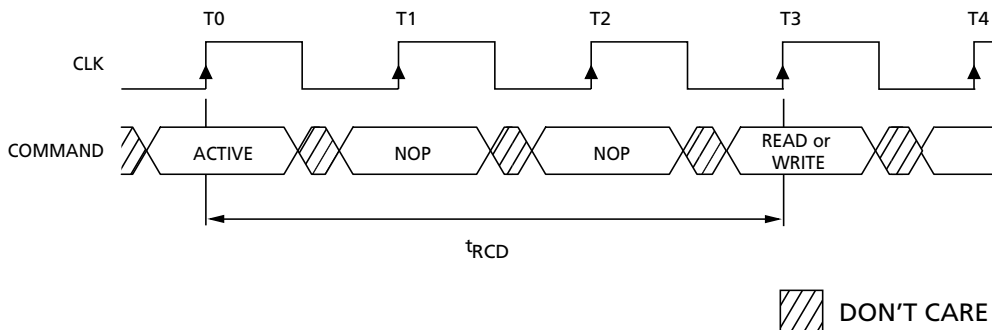 T0 T1 T2 T3 T4
CLK
COMMAND ACTIVE NOP NOP READ or
WRITE
tRCD
DON'T CARE